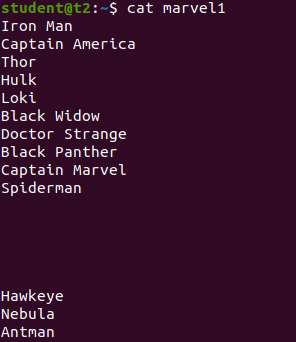 student@t2:~$ cat marvel1
Iron Man
Captain America
Thor
Hulk
Loki
Black Widow
Doctor Strange
Black Panther
Captain Marvel
Spiderman
Hawkeye
Nebula
Antman